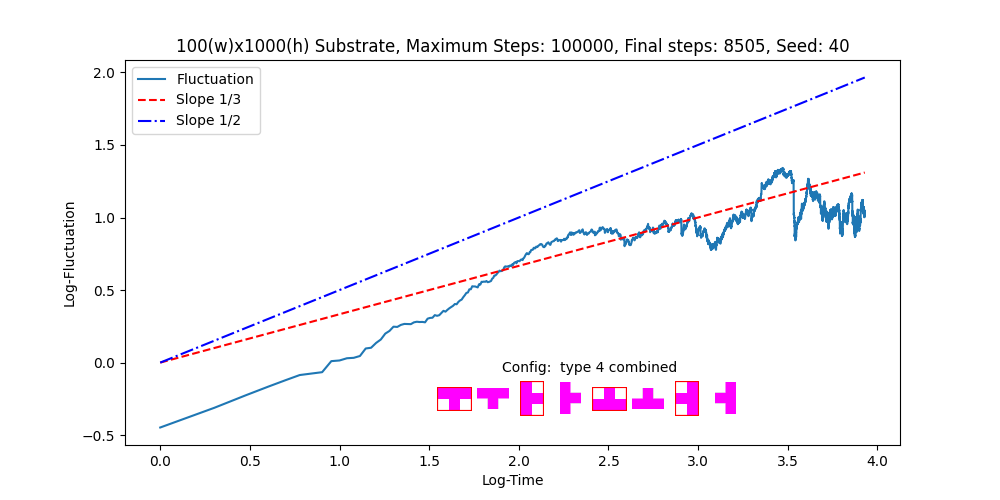 100(w)x1000(h) Substrate, Maximum Steps: 100000, Final steps: 8505, Seed: 40
Fluctuation
Slope 1/3
Slope 1/2
2.0
1.5
1.0
0.5
0.0
−0.5
Log-Fluctuation
Config:  type 4 combined
0.0 0.5 1.0 1.5 2.0 2.5 3.0 3.5 4.0
Log-Time